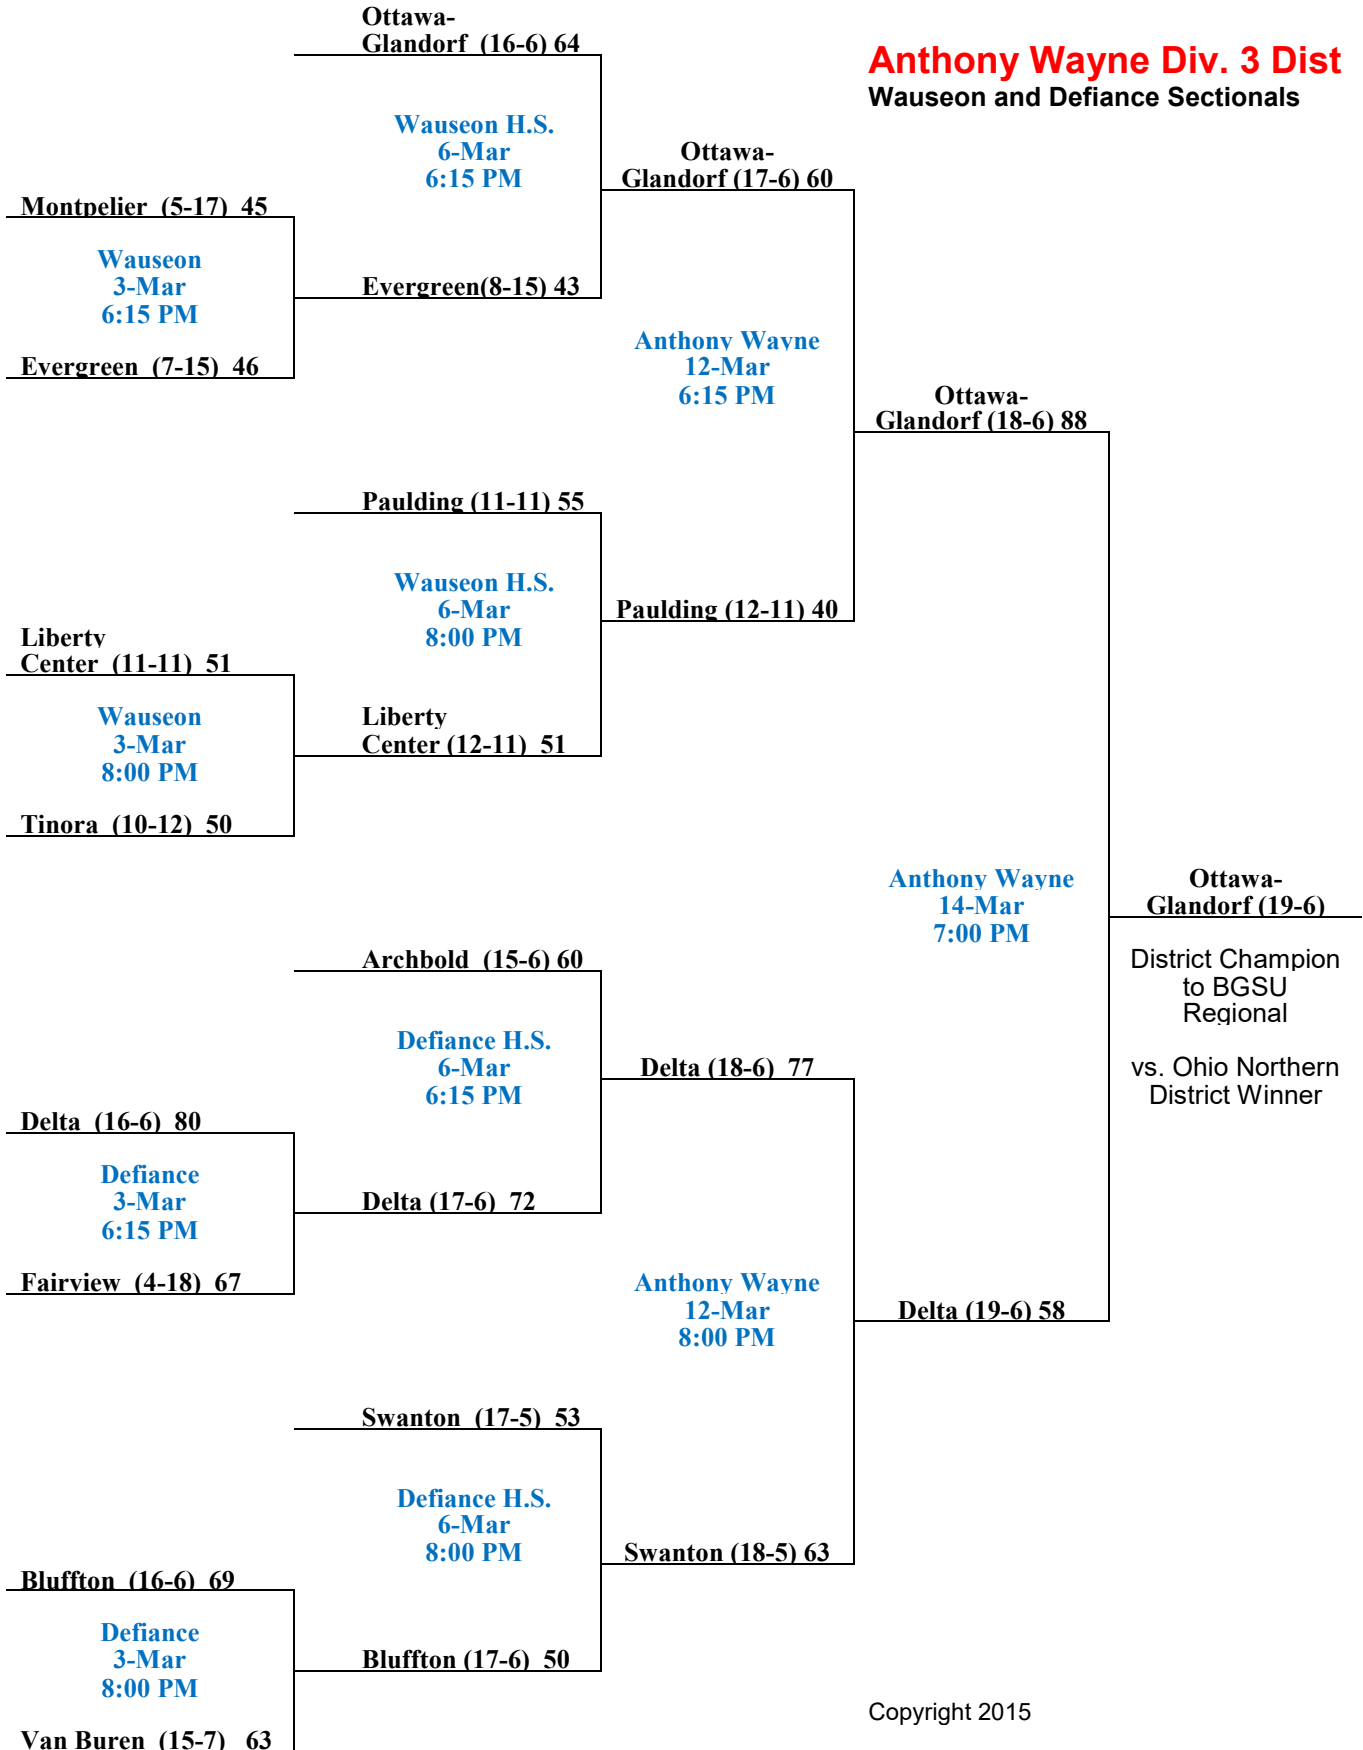 Ottawa-
Glandorf (16-6) 64
Anthony Wayne Div. 3 Dist
Wauseon and Defiance Sectionals
Wauseon H.S.
6-Mar
6:15 PM
Ottawa-
Glandorf (17-6) 60
Montpelier (5-17) 45
Wauseon
3-Mar
6:15 PM
Evergreen(8-15) 43
Evergreen (7-15) 46
Anthony Wayne
12-Mar
6:15 PM
Ottawa-
Glandorf (18-6) 88
Paulding (11-11) 55
Wauseon H.S.
6-Mar
8:00 PM
Paulding (12-11) 40
Liberty
Center (11-11) 51
Wauseon
3-Mar
8:00 PM
Liberty
Center (12-11) 51
Tinora (10-12) 50
Anthony Wayne
14-Mar
7:00 PM
Ottawa-
Glandorf (19-6)
District Champion
to BGSU
Regional
vs. Ohio Northern
District Winner
Archbold (15-6) 60
Defiance H.S.
6-Mar
6:15 PM
Delta (18-6) 77
Delta (16-6) 80
Defiance
3-Mar
6:15 PM
Delta (17-6) 72
Fairview (4-18) 67
Anthony Wayne
12-Mar
8:00 PM
Delta (19-6) 58
Swanton (17-5) 53
Defiance H.S.
6-Mar
8:00 PM
Swanton (18-5) 63
Bluffton (16-6) 69
Defiance
3-Mar
8:00 PM
Bluffton (17-6) 50
Van Buren (15-7) 63
Copyright 2015